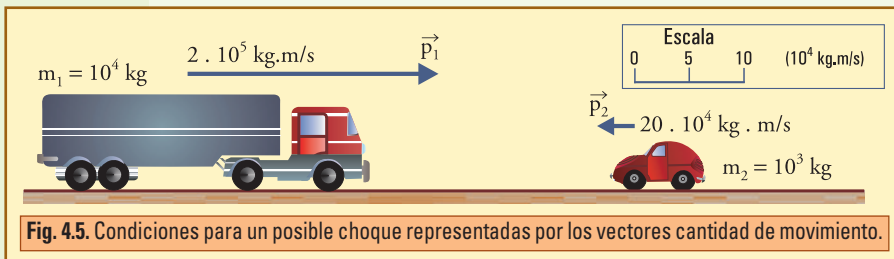 Escala
0 5 10 (10⁴ kg.m/s)
m₁ = 10⁴ kg
2 . 10⁵ kg.m/s
p₁
p₂
20 . 10⁴ kg . m/s
m₂ = 10³ kg
Fig. 4.5. Condiciones para un posible choque representadas por los vectores cantidad de movimiento.